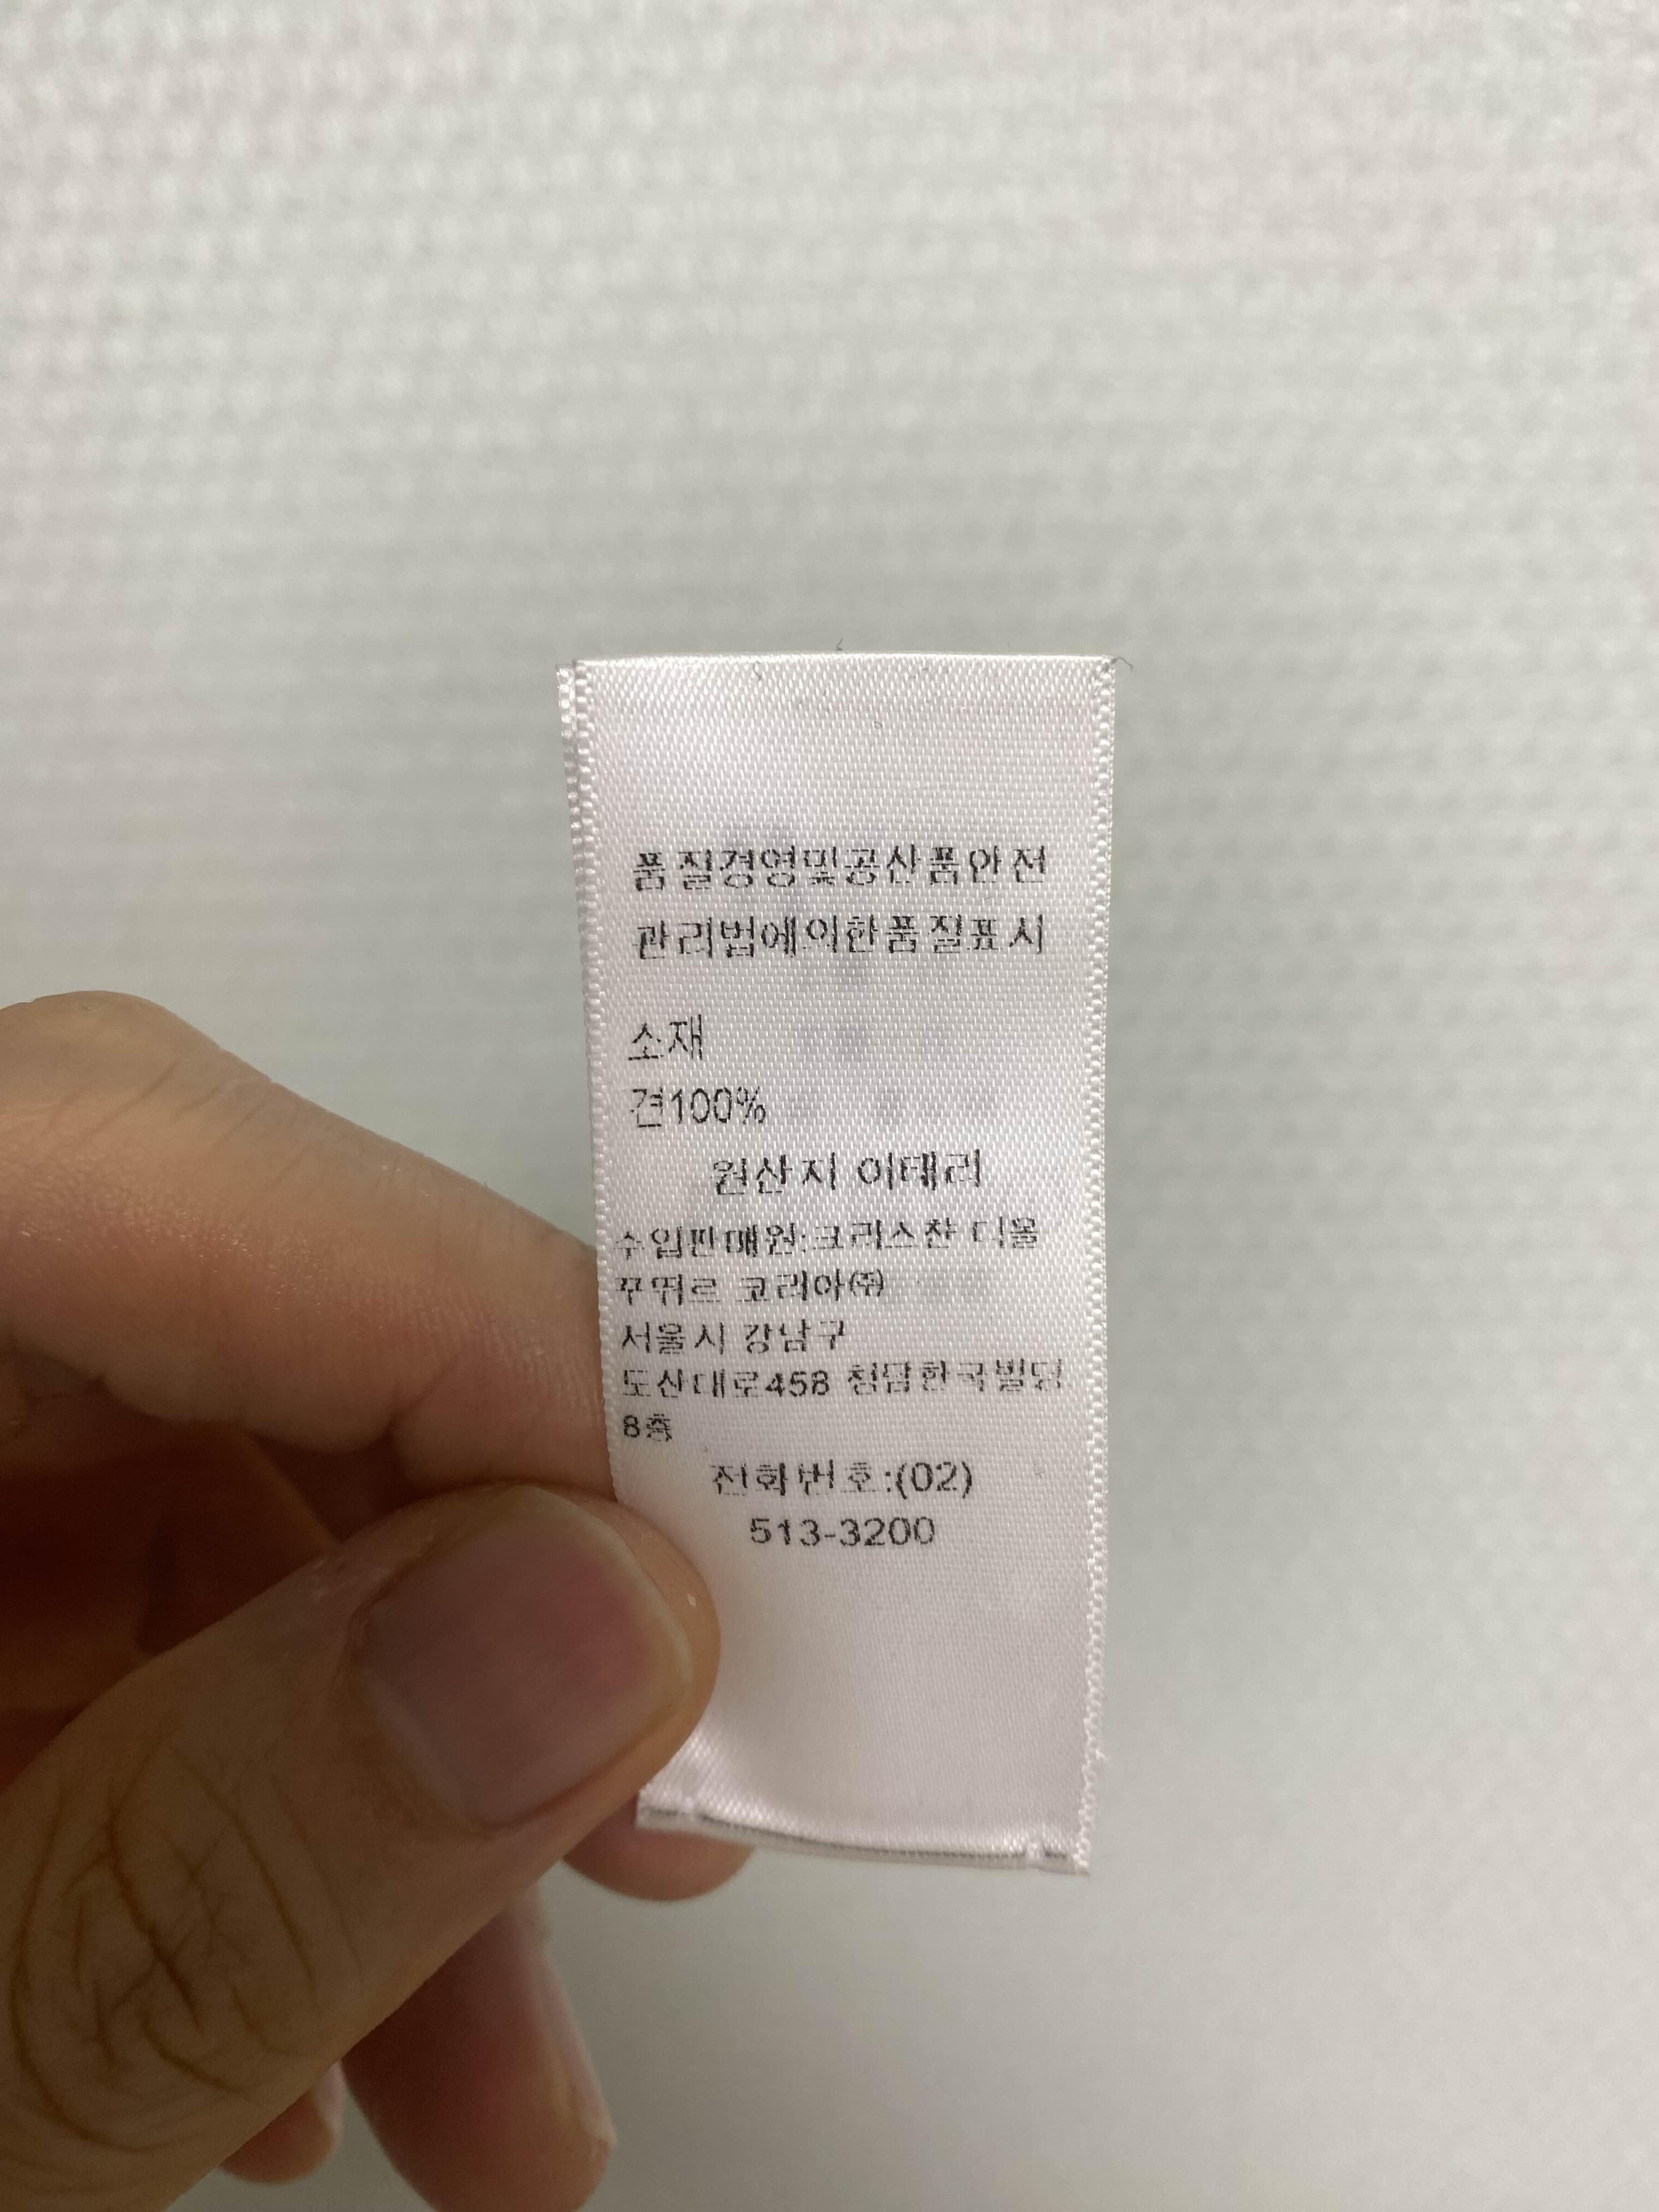 품질경영및공산품안전
관리법에의한품질표시
소재
견100%
원산지 이태리
수입판매원:크리스챤 디올
꾸뛰르 코리아㈜
서울시 강남구
도산대로458 청담한국빌딩
8층
전화번호:(02)
513-3200